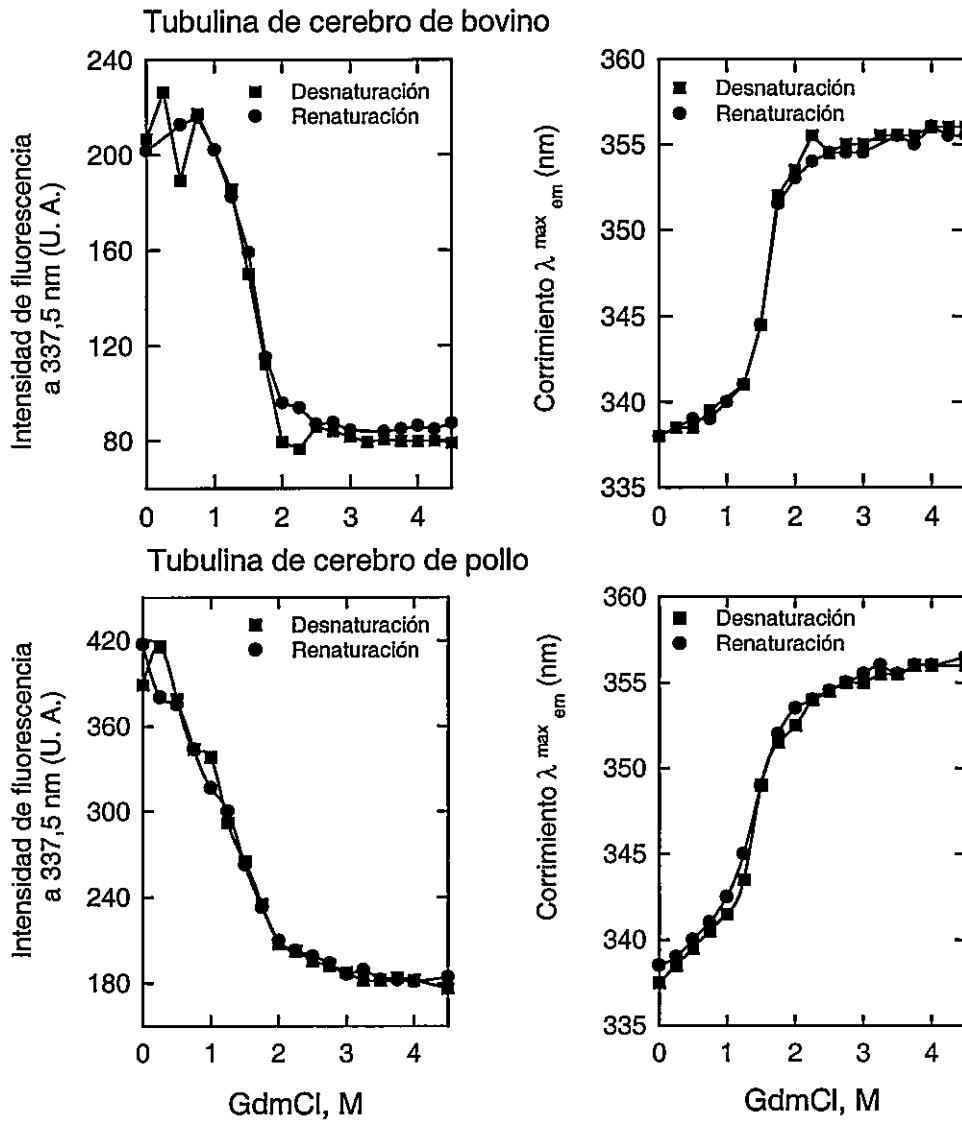 Tubulina de cerebro de bovino
Intensidad de fluorescencia
a 337,5 nm (U. A.)
240
200
160
120
80
Desnaturación
Renaturación
0 1 2 3 4
Corrimiento λ max em (nm)
360
355
350
345
340
335
Desnaturación
Renaturación
0 1 2 3 4
Tubulina de cerebro de pollo
Intensidad de fluorescencia
a 337,5 nm (U. A.)
420
360
300
240
180
Desnaturación
Renaturación
0 1 2 3 4
GdmCl, M
Corrimiento λ max em (nm)
360
355
350
345
340
335
Desnaturación
Renaturación
0 1 2 3 4
GdmCl, M